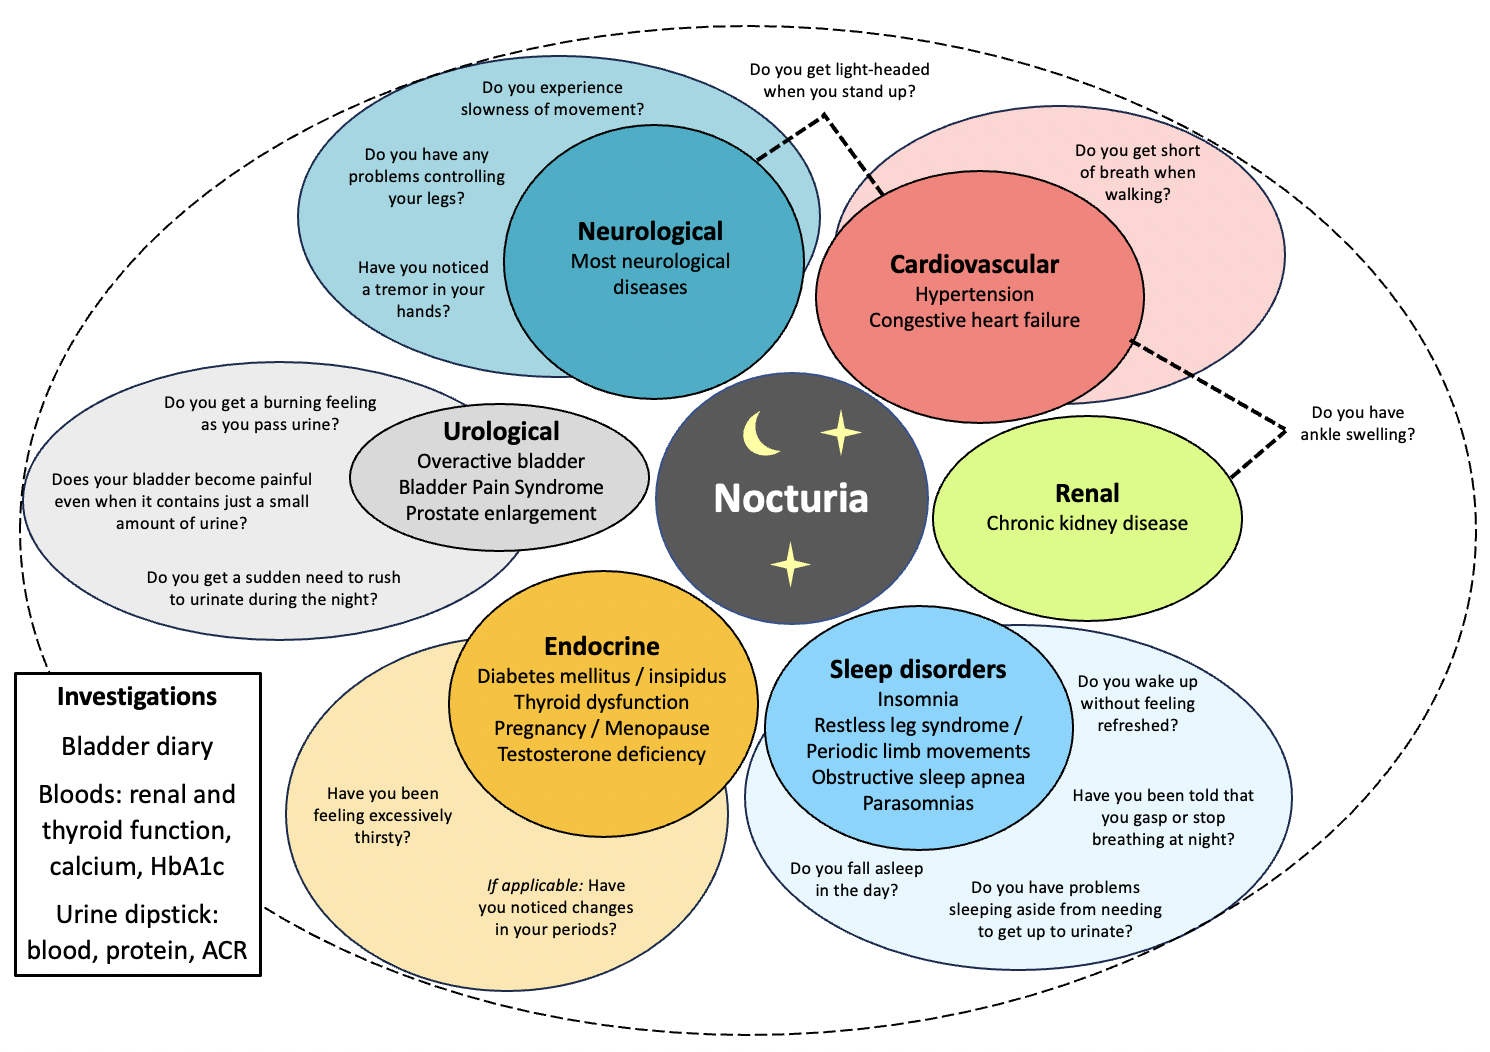 Do you get light-headed
when you stand up?
Do you experience
slowness of movement?
Do you have any
problems controlling
your legs?
Have you noticed
a tremor in your
hands?
Neurological
Most neurological
diseases
Do you get short
of breath when
walking?
Cardiovascular
Hypertension
Congestive heart failure
Do you have
ankle swelling?
Renal
Chronic kidney disease
Nocturia
Do you get a burning feeling
as you pass urine?
Does your bladder become painful
even when it contains just a small
amount of urine?
Do you get a sudden need to rush
to urinate during the night?
Urological
Overactive bladder
Bladder Pain Syndrome
Prostate enlargement
Endocrine
Diabetes mellitus / insipidus
Thyroid dysfunction
Pregnancy / Menopause
Testosterone deficiency
Have you been
feeling excessively
thirsty?
If applicable: Have
you noticed changes
in your periods?
Sleep disorders
Insomnia
Restless leg syndrome /
Periodic limb movements
Obstructive sleep apnea
Parasomnias
Do you wake up
without feeling
refreshed?
Have you been told that
you gasp or stop
breathing at night?
Do you fall asleep
in the day?
Do you have problems
sleeping aside from needing
to get up to urinate?
Investigations
Bladder diary
Bloods: renal and
thyroid function,
calcium, HbA1c
Urine dipstick:
blood, protein, ACR